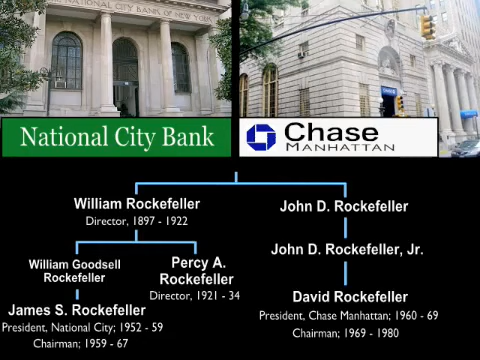 NATIONAL CITY BANK OF NEW YORK
National City Bank
Chase
MANHATTAN
William Rockefeller
Director, 1897 - 1922
John D. Rockefeller
William Goodsell
Rockefeller
Percy A.
Rockefeller
Director, 1921 - 34
John D. Rockefeller, Jr.
James S. Rockefeller
President, National City; 1952 - 59
Chairman; 1959 - 67
David Rockefeller
President, Chase Manhattan; 1960 - 69
Chairman; 1969 - 1980